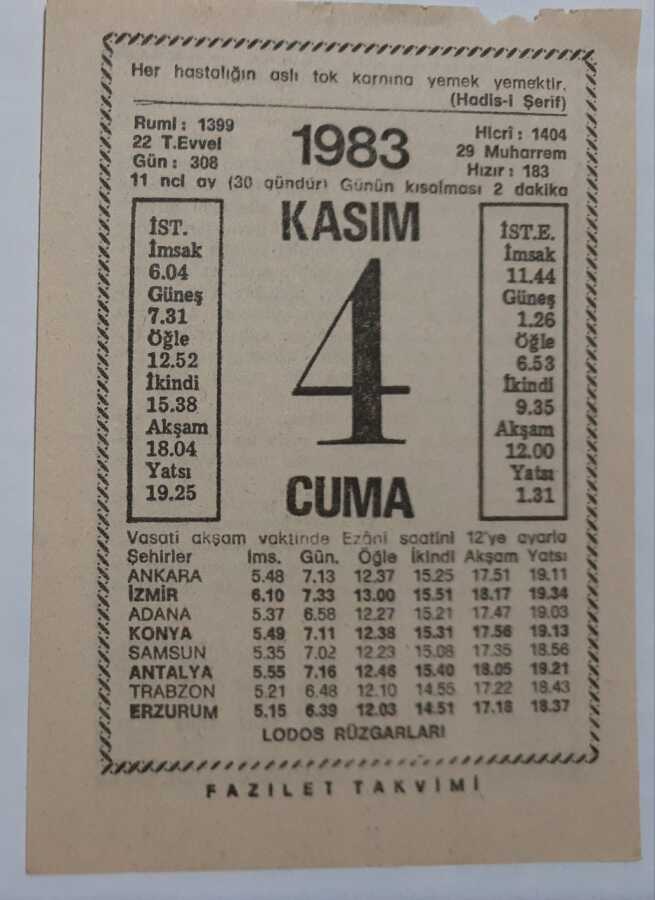 Her hastalığın aslı tok karnına yemek yemektir.
(Hadis-i Şerif)
Rumî : 1399
22 T.Evvel
Gün : 308
1983
Hicrî : 1404
29 Muharrem
Hızır : 183
11 nci ay (30 gündür) Günün kısalması 2 dakika
KASIM
4
CUMA
İST.
İmsak
6.04
Güneş
7.31
Öğle
12.52
İkindi
15.38
Akşam
18.04
Yatsı
19.25
İST.E.
İmsak
11.44
Güneş
1.26
Öğle
6.53
İkindi
9.35
Akşam
12.00
Yatsı
1.31
Vasati akşam vaktinde Ezâni saatini 12'ye ayarla
Şehirler İms. Gün. Öğle İkindi Akşam Yatsı
ANKARA 5.48 7.13 12.37 15.25 17.51 19.11
İZMİR 6.10 7.33 13.00 15.51 18.17 19.34
ADANA 5.37 6.58 12.27 15.21 17.47 19.03
KONYA 5.49 7.11 12.38 15.31 17.56 19.13
SAMSUN 5.35 7.02 12.23 15.08 17.35 18.56
ANTALYA 5.55 7.16 12.46 15.40 18.05 19.21
TRABZON 5.21 6.48 12.10 14.55 17.22 18.43
ERZURUM 5.15 6.39 12.03 14.51 17.18 18.37
LODOS RÜZGARLARI
FAZİLET TAKVİMİ